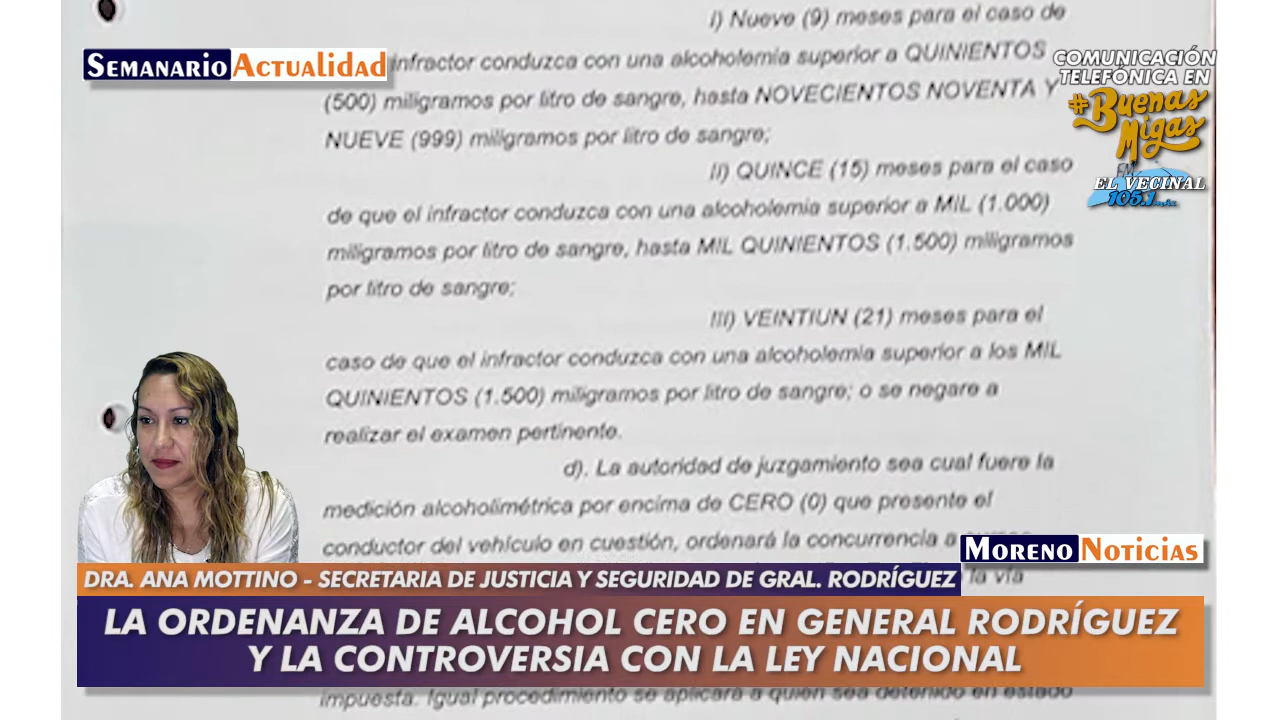 I) Nueve (9) meses para el caso de
infractor conduzca con una alcoholemia superior a QUINIENTOS
(500) miligramos por litro de sangre, hasta NOVECIENTOS NOVENTA Y
NUEVE (999) miligramos por litro de sangre;
II) QUINCE (15) meses para el caso
de que el infractor conduzca con una alcoholemia superior a MIL (1.000)
miligramos por litro de sangre, hasta MIL QUINIENTOS (1.500) miligramos
por litro de sangre;
III) VEINTIUN (21) meses para el
caso de que el infractor conduzca con una alcoholemia superior a los MIL
QUINIENTOS (1.500) miligramos por litro de sangre; o se negare a
realizar el examen pertinente.
d). La autoridad de juzgamiento sea cual fuere la
medición alcoholimétrica por encima de CERO (0) que presente el
conductor del vehículo en cuestión, ordenará la concurrencia a
la vía
impuesta. Igual procedimiento se aplicará a quien sea detenido en estado
SEMANARIO ACTUALIDAD
COMUNICACIÓN
TELEFÓNICA EN
#Buenas
Migas
FM
EL VECINAL
105.1
MORENO NOTICIAS
DRA. ANA MOTTINO - SECRETARIA DE JUSTICIA Y SEGURIDAD DE GRAL. RODRÍGUEZ
LA ORDENANZA DE ALCOHOL CERO EN GENERAL RODRÍGUEZ
Y LA CONTROVERSIA CON LA LEY NACIONAL